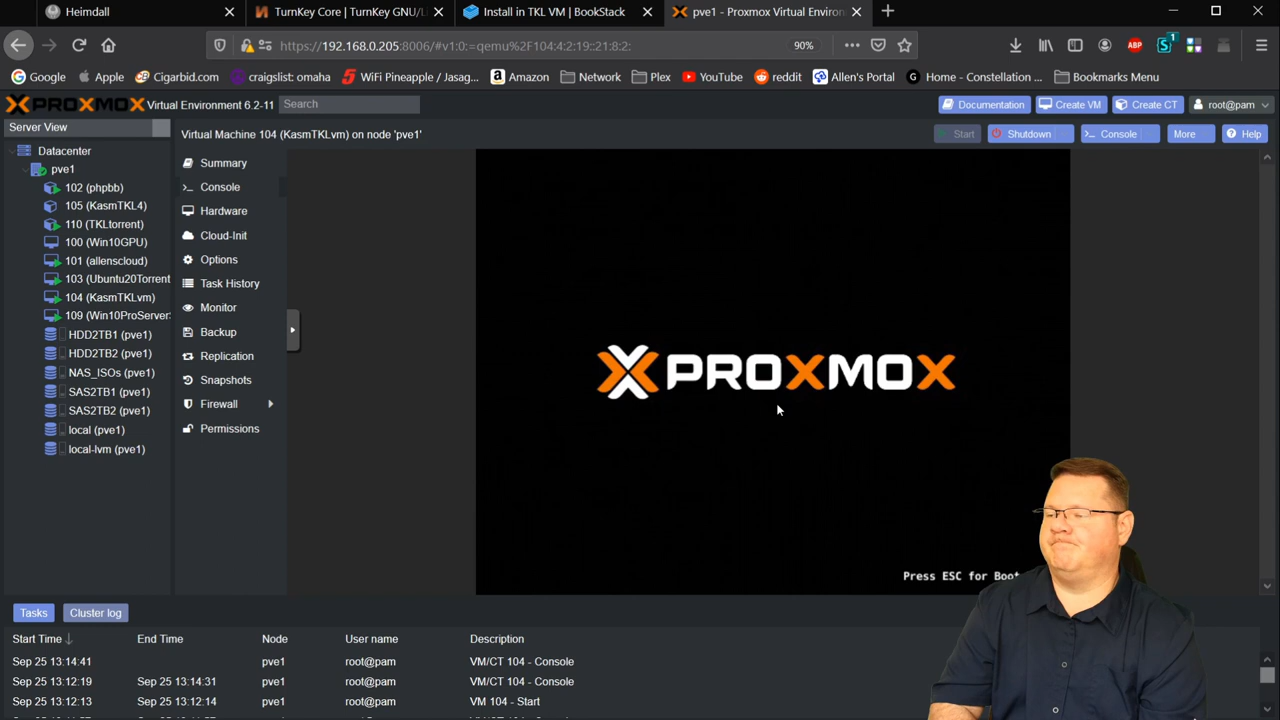 Heimdall
TurnKey Core | TurnKey GNU/Li
Install in TKL VM | BookStack
pve1 - Proxmox Virtual Environ
https://192.168.0.205:8006/#v1:0:=qemu%2F104:4:2:19::21:8:2:
90%
1
ABP
Google
Apple
Cigarbid.com
craigslist: omaha
WiFi Pineapple / Jasag...
Amazon
Network
Plex
YouTube
reddit
Allen's Portal
Home - Constellation ...
Bookmarks Menu
PROXMOX Virtual Environment 6.2-11
Search
Documentation
Create VM
Create CT
root@pam
Server View
Virtual Machine 104 (KasmTKLvm) on node 'pve1'
Start
Shutdown
Console
More
Help
Datacenter
pve1
102 (phpbb)
105 (KasmTKL4)
110 (TKLtorrent)
100 (Win10GPU)
101 (allenscloud)
103 (Ubuntu20Torrent
104 (KasmTKLvm)
109 (Win10ProServer
HDD2TB1 (pve1)
HDD2TB2 (pve1)
NAS_ISOs (pve1)
SAS2TB1 (pve1)
SAS2TB2 (pve1)
local (pve1)
local-lvm (pve1)
Summary
Console
Hardware
Cloud-Init
Options
Task History
Monitor
Backup
Replication
Snapshots
Firewall
Permissions
PROXMOX
Press ESC for Boo
Tasks
Cluster log
Start Time
End Time
Node
User name
Description
Sep 25 13:14:41
pve1
root@pam
VM/CT 104 - Console
Sep 25 13:12:19
Sep 25 13:14:31
pve1
root@pam
VM/CT 104 - Console
Sep 25 13:12:13
Sep 25 13:12:14
pve1
root@pam
VM 104 - Start